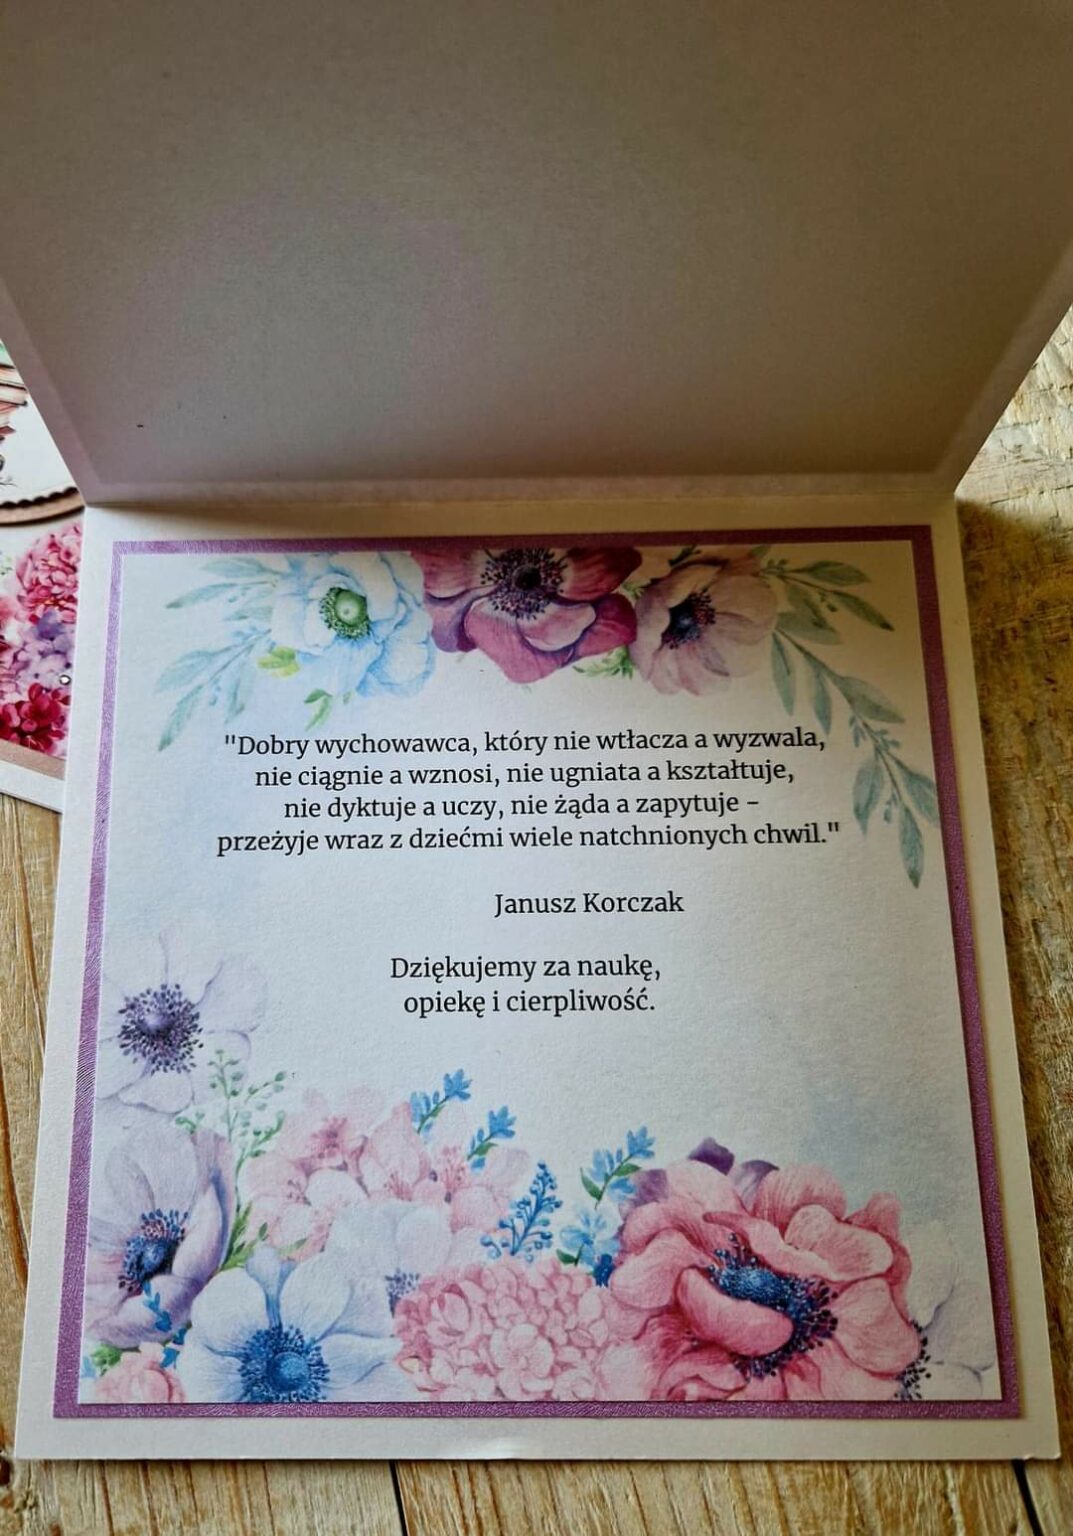 "Dobry wychowawca, który nie wtłacza a wyzwala,
nie ciągnie a wznosi, nie ugniata a kształtuje,
nie dyktuje a uczy, nie żąda a zapytuje –
przeżyje wraz z dziećmi wiele natchnionych chwil."
Janusz Korczak
Dziękujemy za naukę,
opiekę i cierpliwość.